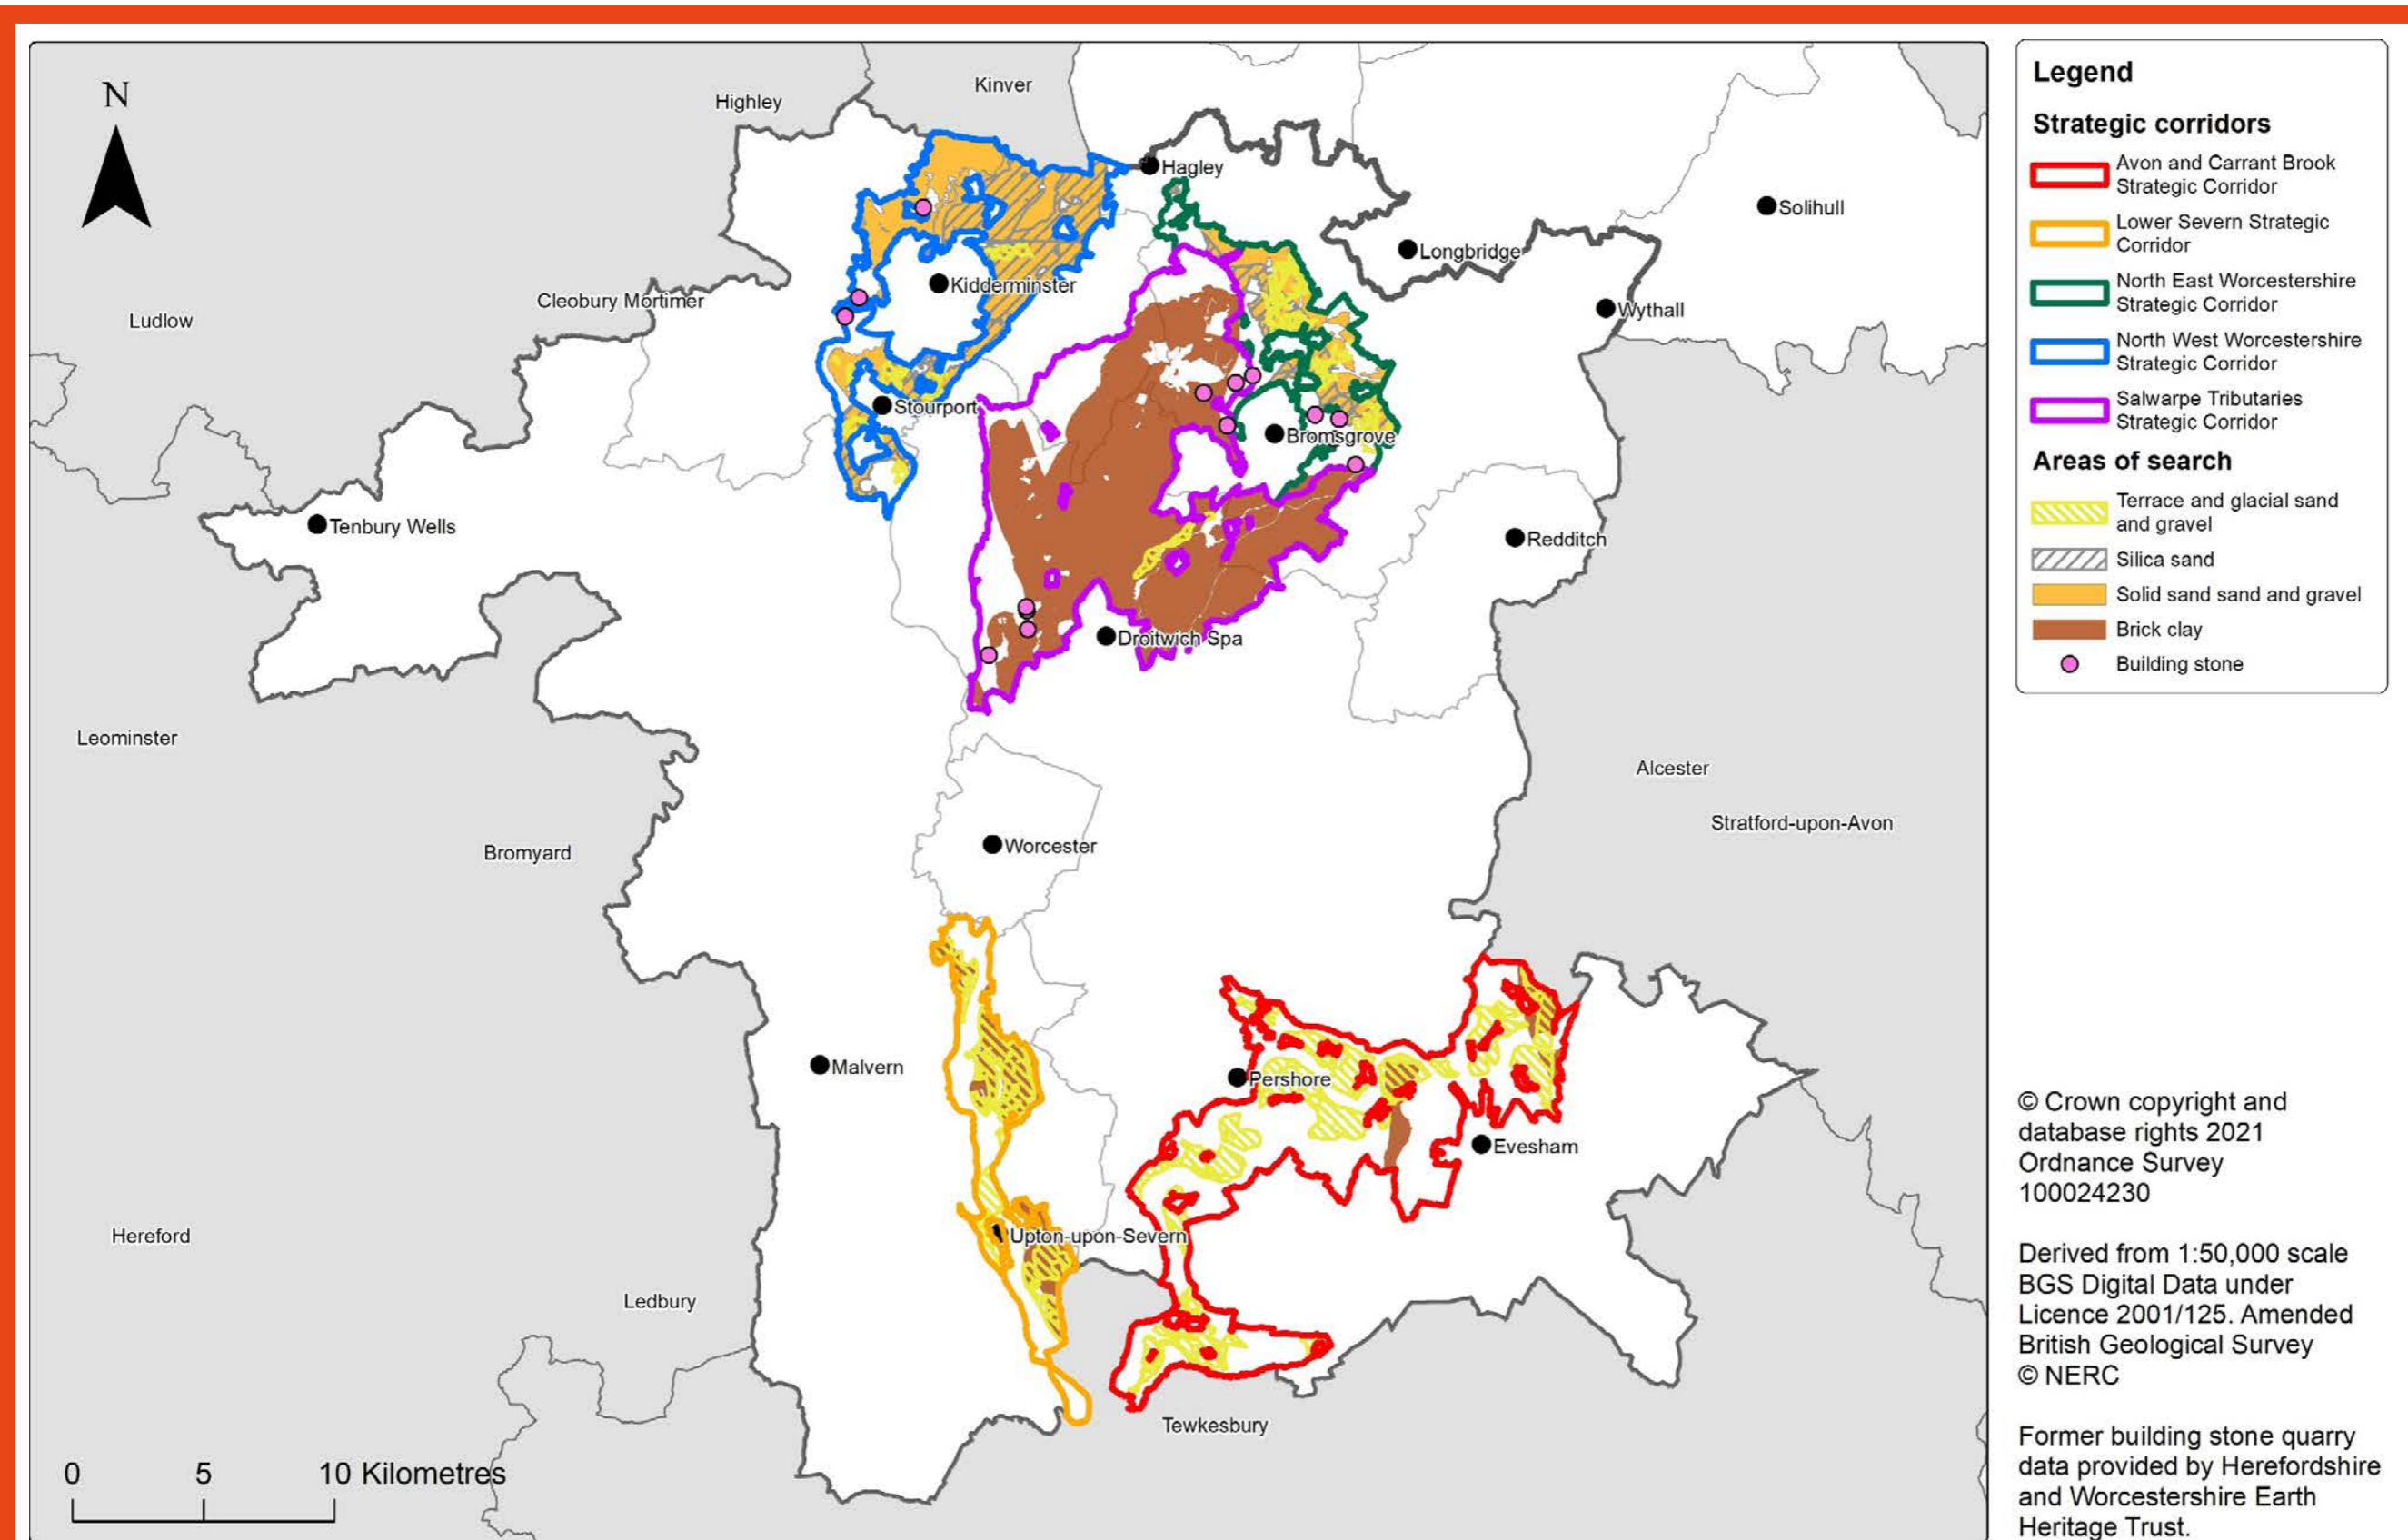 N
Highley
Kinver
Hagley
Solihull
Longbridge
Kidderminster
Cleobury Mortimer
Ludlow
Wythall
Stourport
Bromsgrove
Tenbury Wells
Redditch
Droitwich Spa
Leominster
Alcester
Stratford-upon-Avon
Bromyard
Worcester
Malvern
Pershore
Evesham
Hereford
Upton-upon-Severn
Ledbury
Tewkesbury
0 5 10 Kilometres
Legend
Strategic corridors
Avon and Carrant Brook
Strategic Corridor
Lower Severn Strategic
Corridor
North East Worcestershire
Strategic Corridor
North West Worcestershire
Strategic Corridor
Salwarpe Tributaries
Strategic Corridor
Areas of search
Terrace and glacial sand
and gravel
Silica sand
Solid sand sand and gravel
Brick clay
Building stone
© Crown copyright and
database rights 2021
Ordnance Survey
100024230
Derived from 1:50,000 scale
BGS Digital Data under
Licence 2001/125. Amended
British Geological Survey
© NERC
Former building stone quarry
data provided by Herefordshire
and Worcestershire Earth
Heritage Trust.